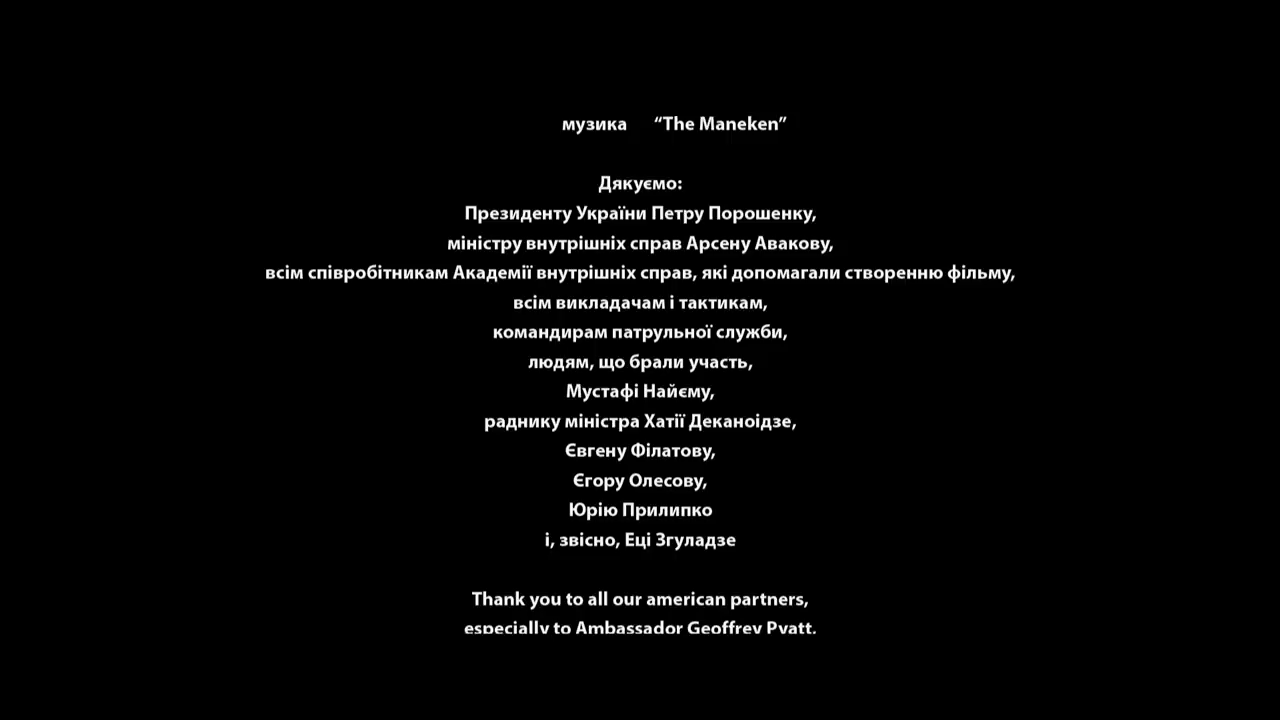 музика “The Maneken”
Дякуємо:
Президенту України Петру Порошенку,
міністру внутрішніх справ Арсену Авакову,
всім співробітникам Академії внутрішніх справ, які допомагали створенню фільму,
всім викладачам і тактикам,
командирам патрульної служби,
людям, що брали участь,
Мустафі Найєму,
раднику міністра Хатії Деканоідзе,
Євгену Філатову,
Єгору Олесову,
Юрію Прилипко
і, звісно, Еці Згуладзе
Thank you to all our american partners,
especially to Ambassador Geoffrey Pyatt.